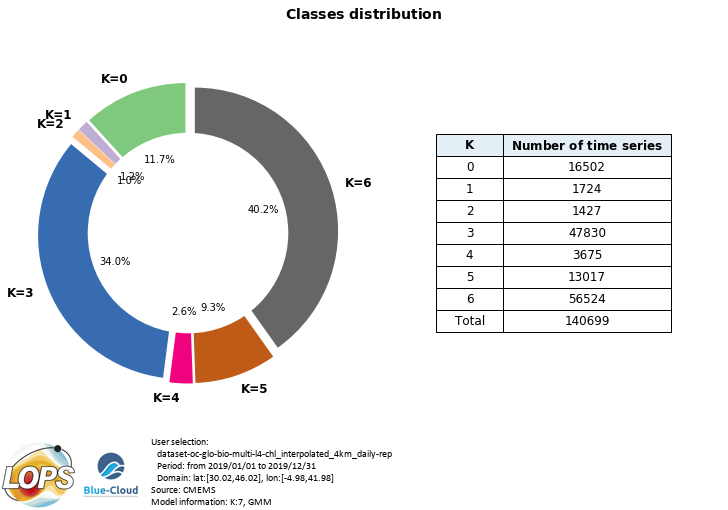 Classes distribution
K=0
K=1
K=2
K=3
K=4
K=5
K=6
11.7%
1.2%
1.0%
34.0%
2.6%
9.3%
40.2%
K Number of time series
0 16502
1 1724
2 1427
3 47830
4 3675
5 13017
6 56524
Total 140699
LOPS
Blue-Cloud
User selection:
dataset-oc-glo-bio-multi-l4-chl_interpolated_4km_daily-rep
Period: from 2019/01/01 to 2019/12/31
Domain: lat:[30.02,46.02], lon:[-4.98,41.98]
Source: CMEMS
Model information: K:7, GMM